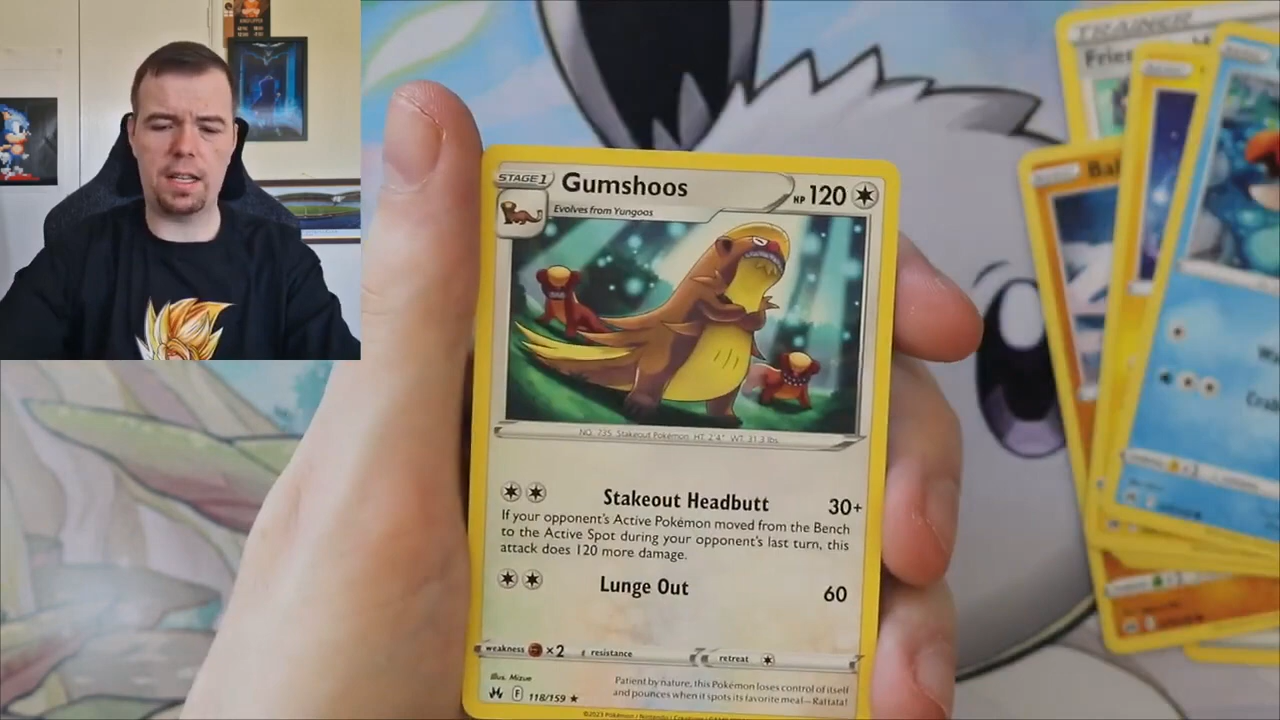 STAGE 1
Gumshoos
HP 120
Evolves from Yungoos
NO. 735 Stakeout Pokémon HT: 2'4" WT: 31.3 lbs.
Stakeout Headbutt 30+
If your opponent's Active Pokémon moved from the Bench
to the Active Spot during your opponent's last turn, this
attack does 120 more damage.
Lunge Out 60
weakness ×2 resistance retreat
Illus. Mizue
Patient by nature, this Pokémon loses control of itself
and pounces when it spots its favorite meal—Rattata!
F 118/159 ★
©2023 Pokémon / Nintendo
TRAINER